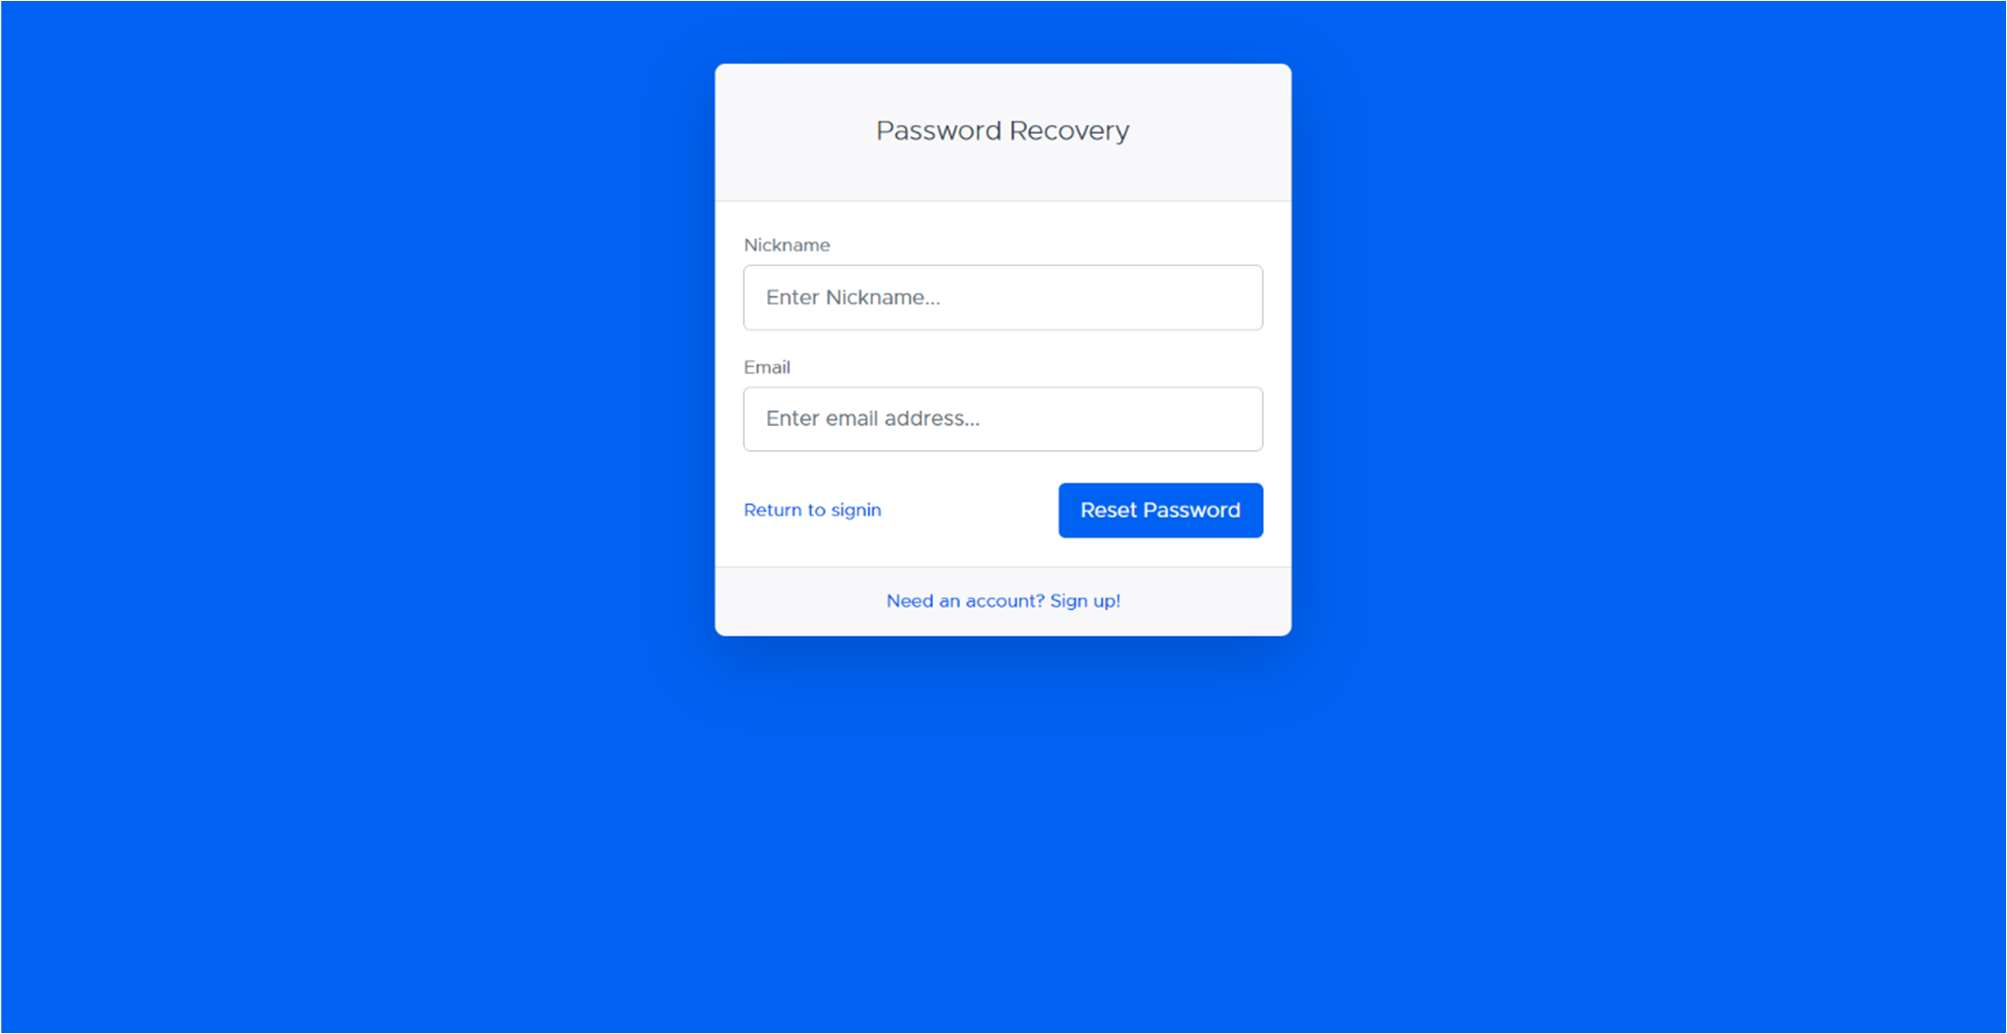 Password Recovery
Nickname
Enter Nickname...
Email
Enter email address...
Return to signin
Reset Password
Need an account? Sign up!